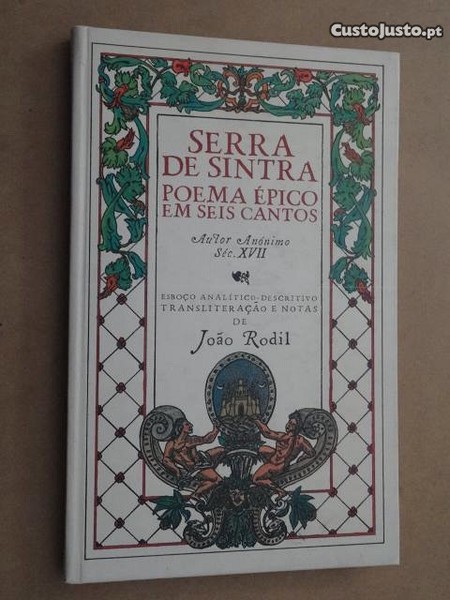 CustoJusto.pt
SERRA
DE SINTRA
POEMA ÉPICO
EM SEIS CANTOS
Autor Anónimo
Séc. XVII
ESBOÇO ANALÍTICO-DESCRITIVO
TRANSLITERAÇÃO E NOTAS
DE
João Rodil